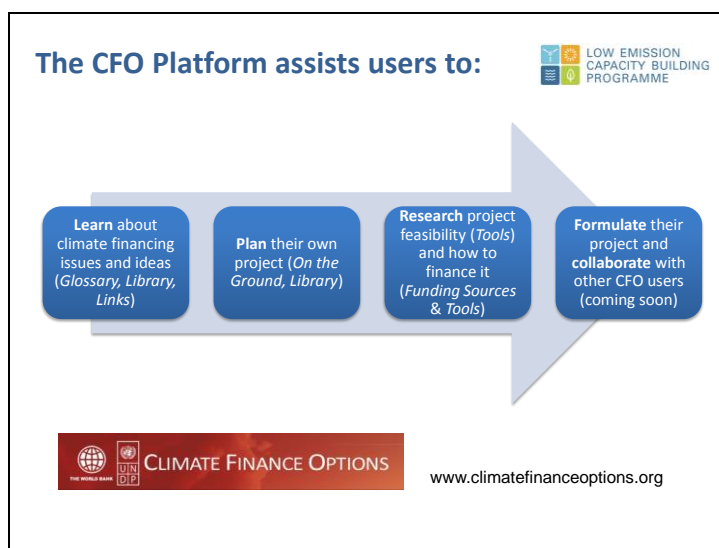 The CFO Platform assists users to:
LOW EMISSION
CAPACITY BUILDING
PROGRAMME
Learn about
climate financing
issues and ideas
(Glossary, Library,
Links)
Plan their own
project (On the
Ground, Library)
Research project
feasibility (Tools)
and how to
finance it
(Funding Sources
& Tools)
Formulate their
project and
collaborate with
other CFO users
(coming soon)
THE WORLD BANK
U N
D P
CLIMATE FINANCE OPTIONS
www.climatefinanceoptions.org